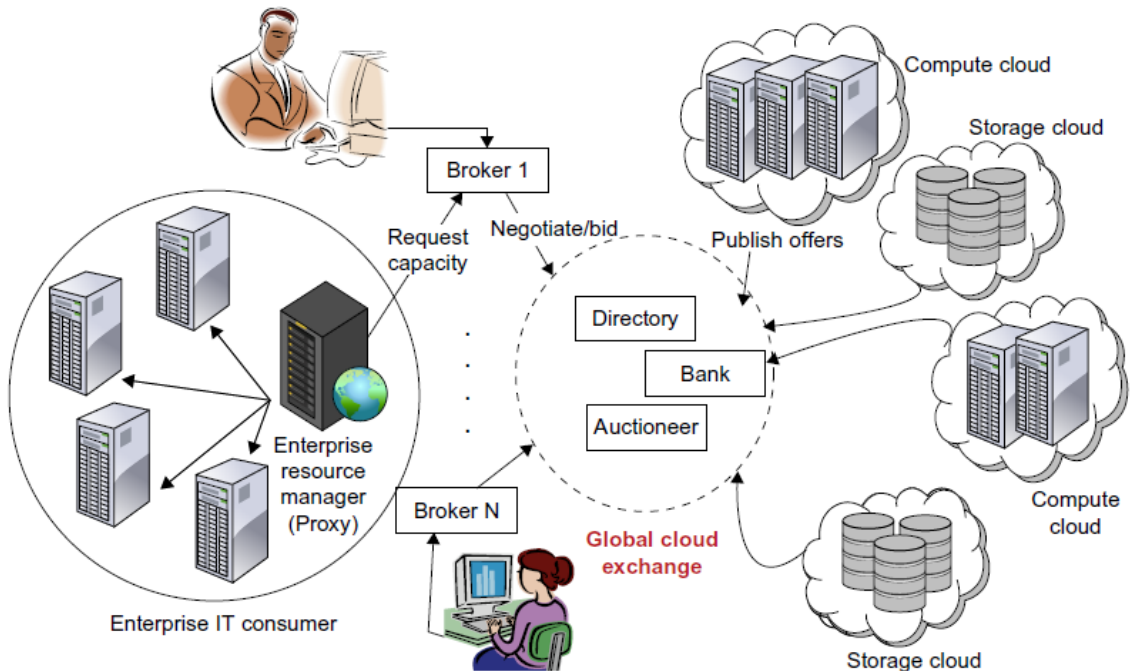 Compute cloud
Storage cloud
Broker 1
Request
capacity
Negotiate/bid
Publish offers
Directory
Bank
Auctioneer
Enterprise
resource
manager
(Proxy)
Broker N
Global cloud
exchange
Compute
cloud
Enterprise IT consumer
Storage cloud